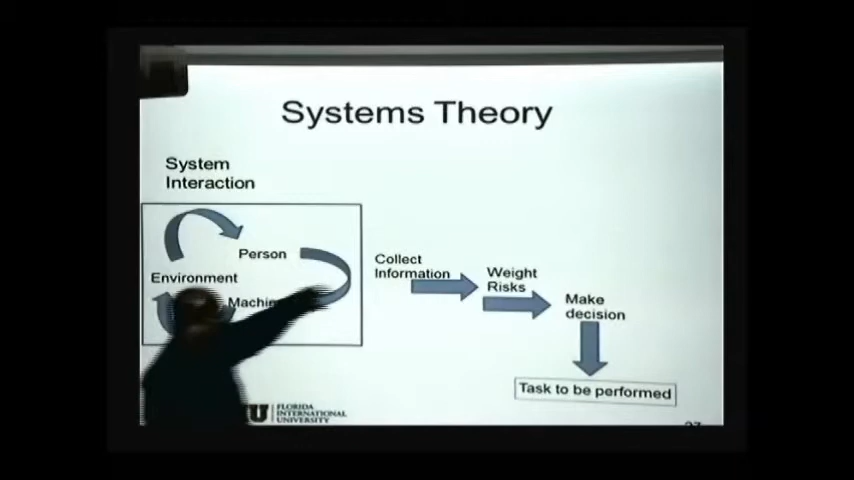 Systems Theory
System
Interaction
Person
Environment
Collect
Information
Weight
Risks
Make
decision
Task to be performed
FLORIDA
INTERNATIONAL
UNIVERSITY